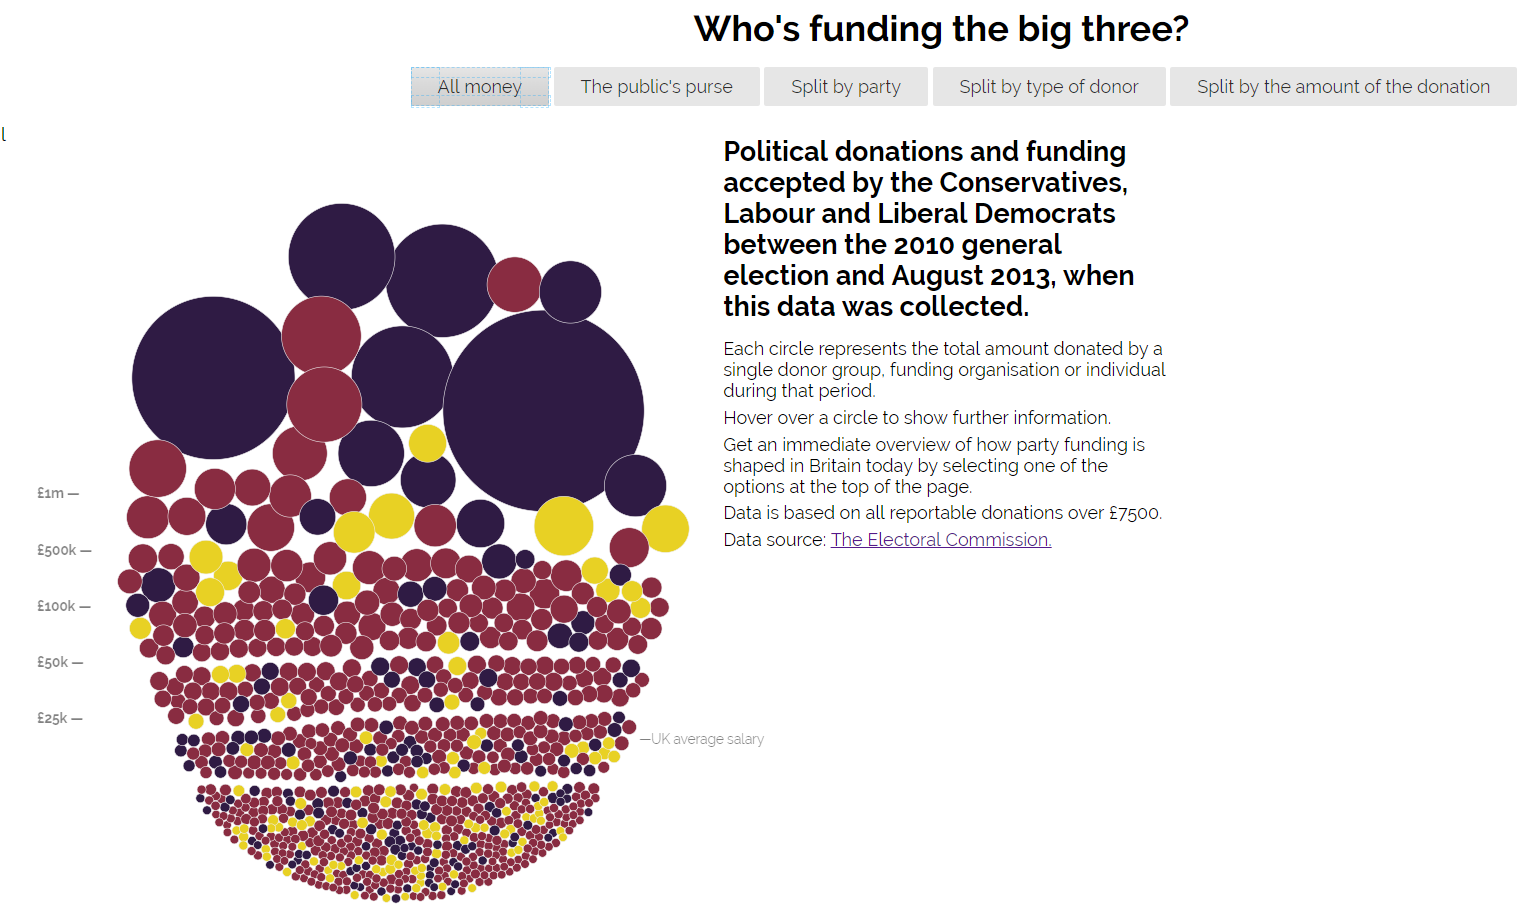 Who's funding the big three?
All money
The public's purse
Split by party
Split by type of donor
Split by the amount of the donation
l
Political donations and funding
accepted by the Conservatives,
Labour and Liberal Democrats
between the 2010 general
election and August 2013, when
this data was collected.
Each circle represents the total amount donated by a
single donor group, funding organisation or individual
during that period.
Hover over a circle to show further information.
Get an immediate overview of how party funding is
shaped in Britain today by selecting one of the
options at the top of the page.
Data is based on all reportable donations over £7500.
Data source: The Electoral Commission.
£1m —
£500k —
£100k —
£50k —
£25k —
—UK average salary